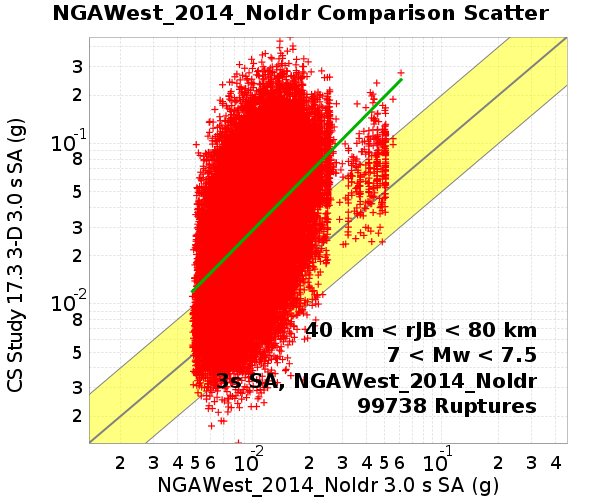 NGAWest_2014_NoIdr Comparison Scatter
CS Study 17.3 3-D 3.0 s SA (g)
3
2
10-1
8
5
3
2
10-2
8
5
3
2
40 km < rJB < 80 km
7 < Mw < 7.5
3s SA, NGAWest_2014_NoIdr
99738 Ruptures
2 3 4 5 6 10-2 2 3 4 5 6 10-1 2 3 4
NGAWest_2014_NoIdr 3.0 s SA (g)